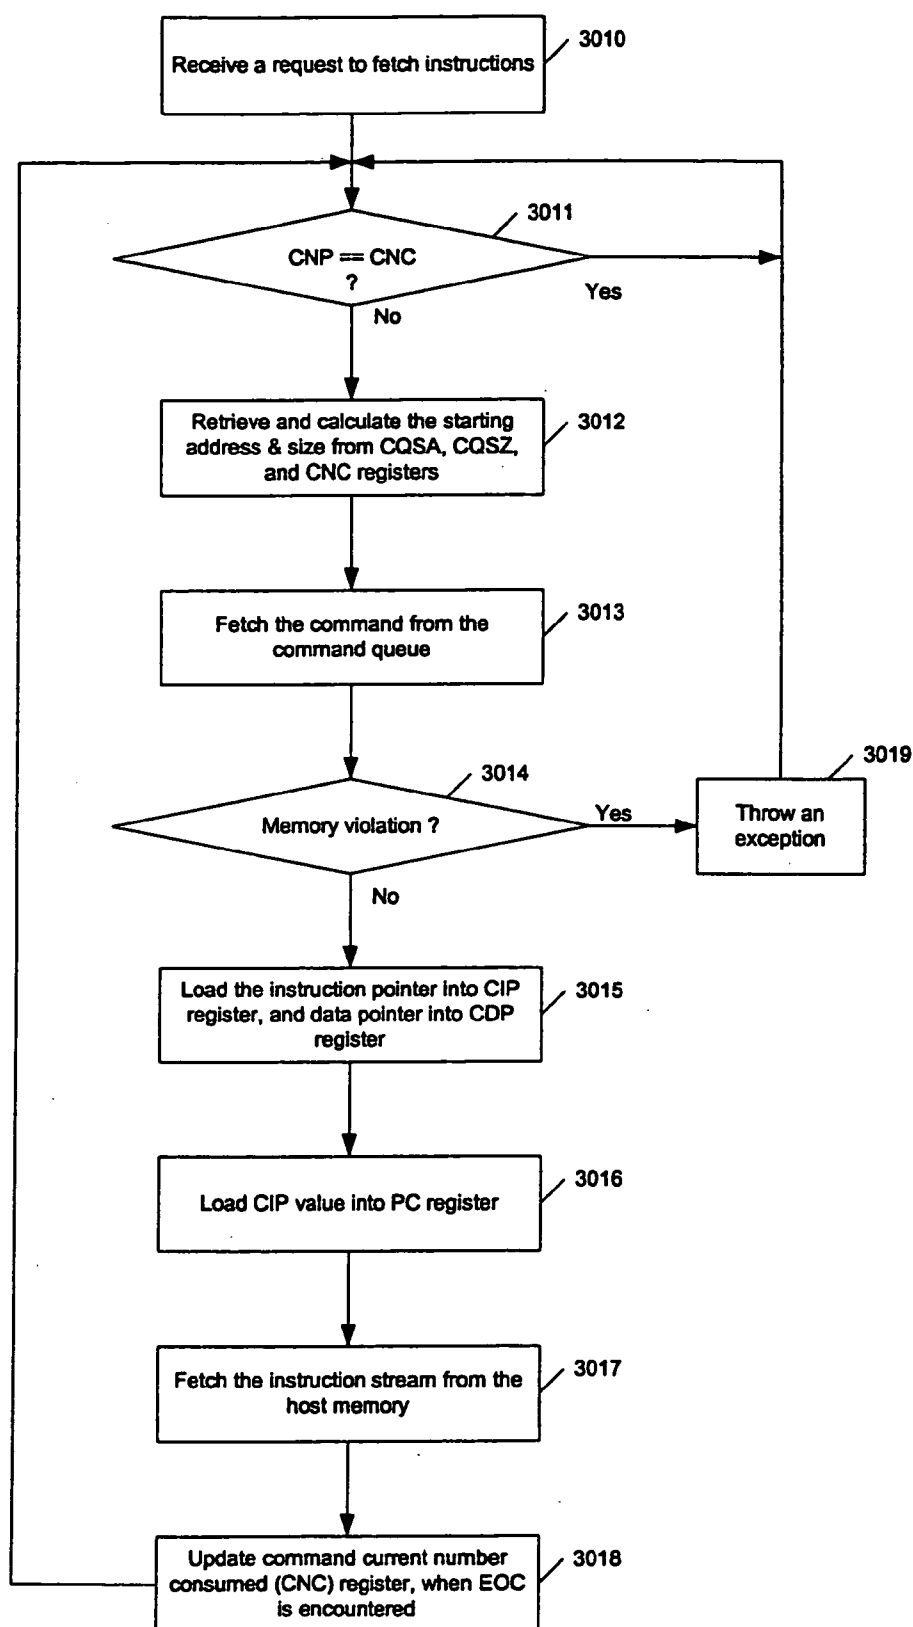 3010
Receive a request to fetch instructions
3011
CNP == CNC
?
Yes
No
Retrieve and calculate the starting
address & size from CQSA, CQSZ,
and CNC registers
3012
Fetch the command from the
command queue
3013
3014
Memory violation ?
Yes
No
3019
Throw an
exception
Load the instruction pointer into CIP
register, and data pointer into CDP
register
3015
Load CIP value into PC register
3016
Fetch the instruction stream from the
host memory
3017
Update command current number
consumed (CNC) register, when EOC
is encountered
3018